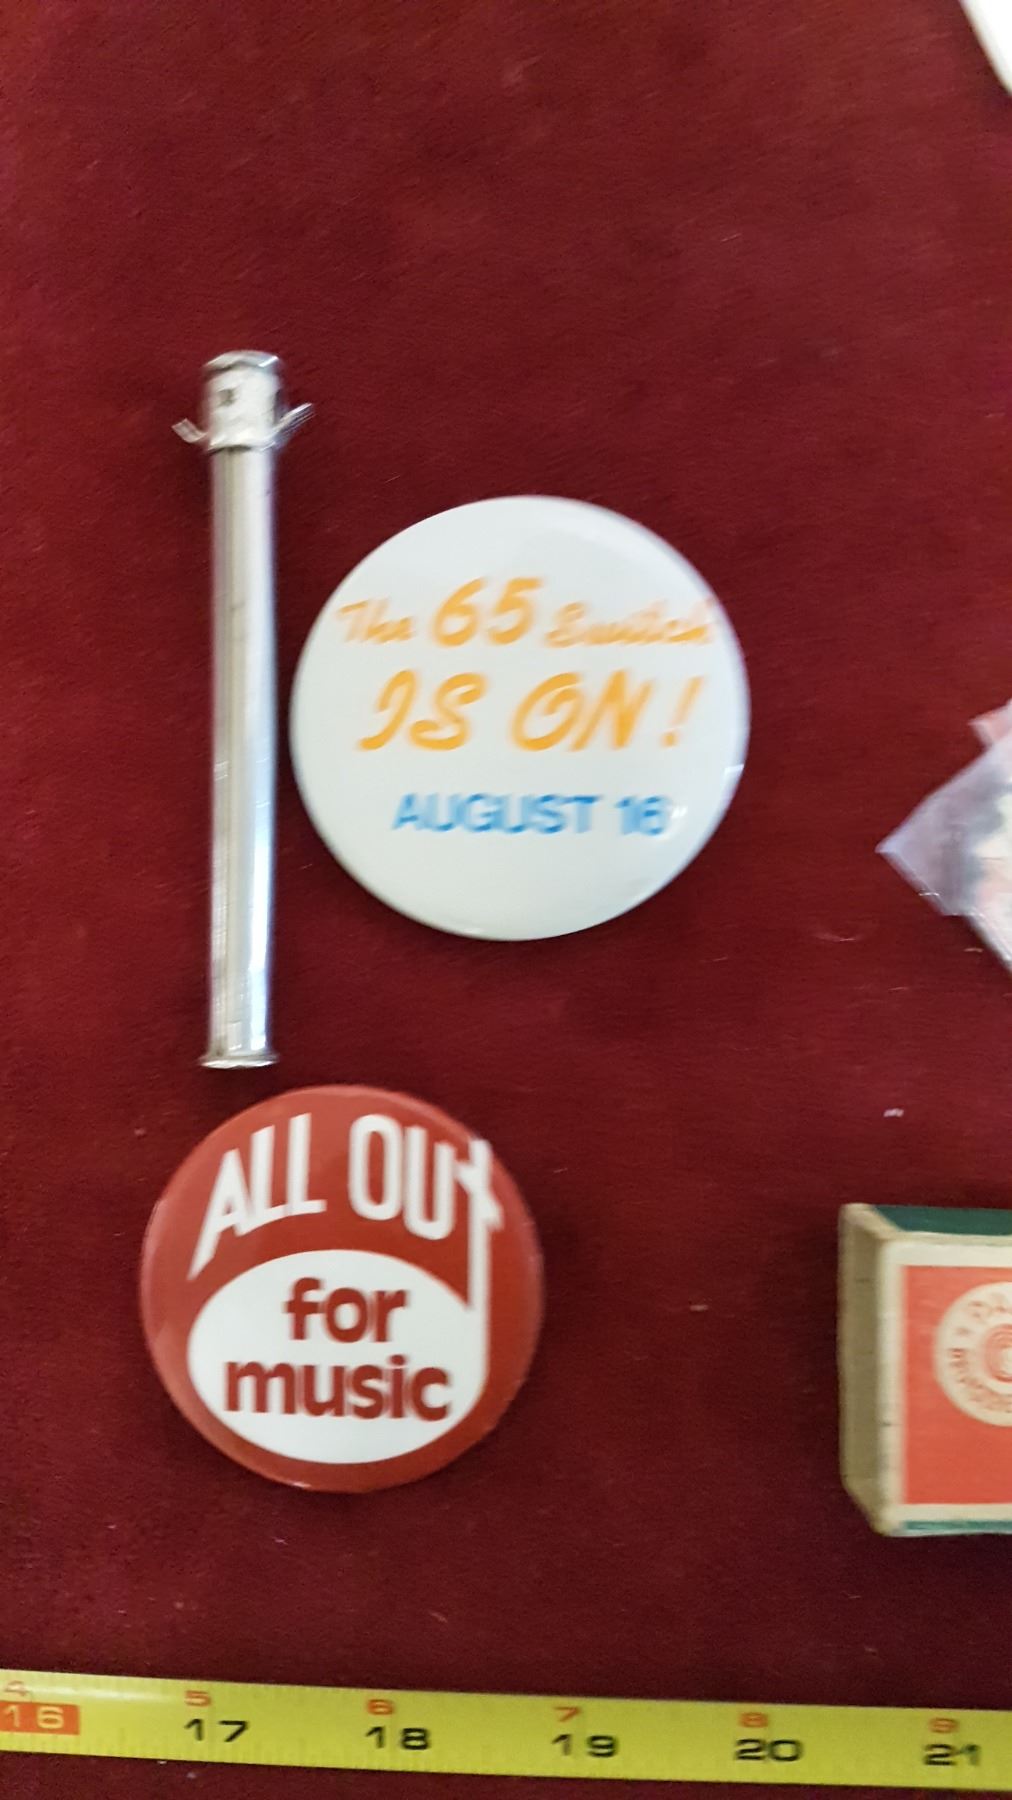 The 65 Switch
IS ON!
AUGUST 16
ALL OUT
for
music
4 5 6 7 8 9
16 17 18 19 20 21